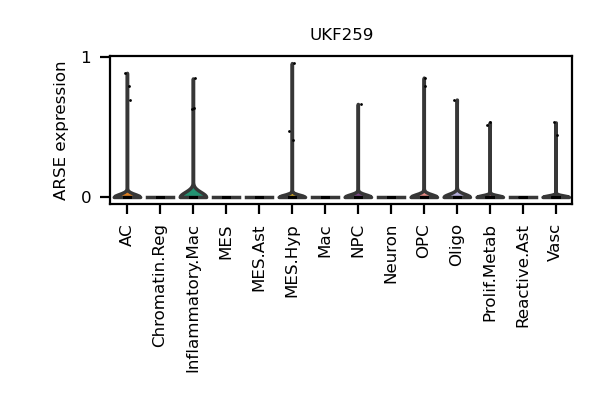 UKF259
ARSE expression
1
0
AC
Chromatin.Reg
Inflammatory.Mac
MES
MES.Ast
MES.Hyp
Mac
NPC
Neuron
OPC
Oligo
Prolif.Metab
Reactive.Ast
Vasc